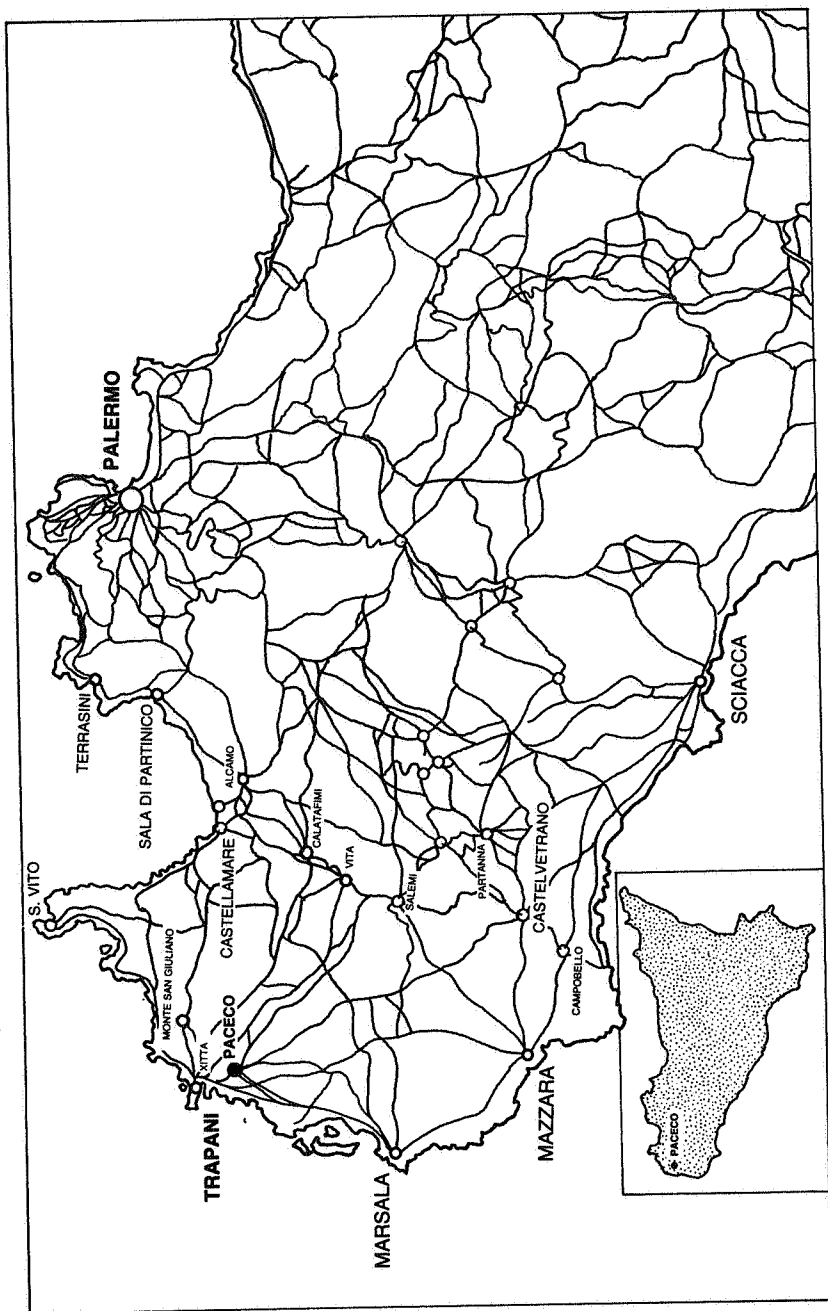 S. VITO
TERRASINI
PALERMO
SALA DI PARTINICO
MONTE SAN GIULIANO
ALCAMO
XITTA
CASTELLAMARE
TRAPANI
PACECO
CALATAFIMI
VITA
SALEMI
MARSALA
PARTANNA
CASTELVETRANO
MAZZARA
CAMPOBELLO
SCIACCA
PACECO